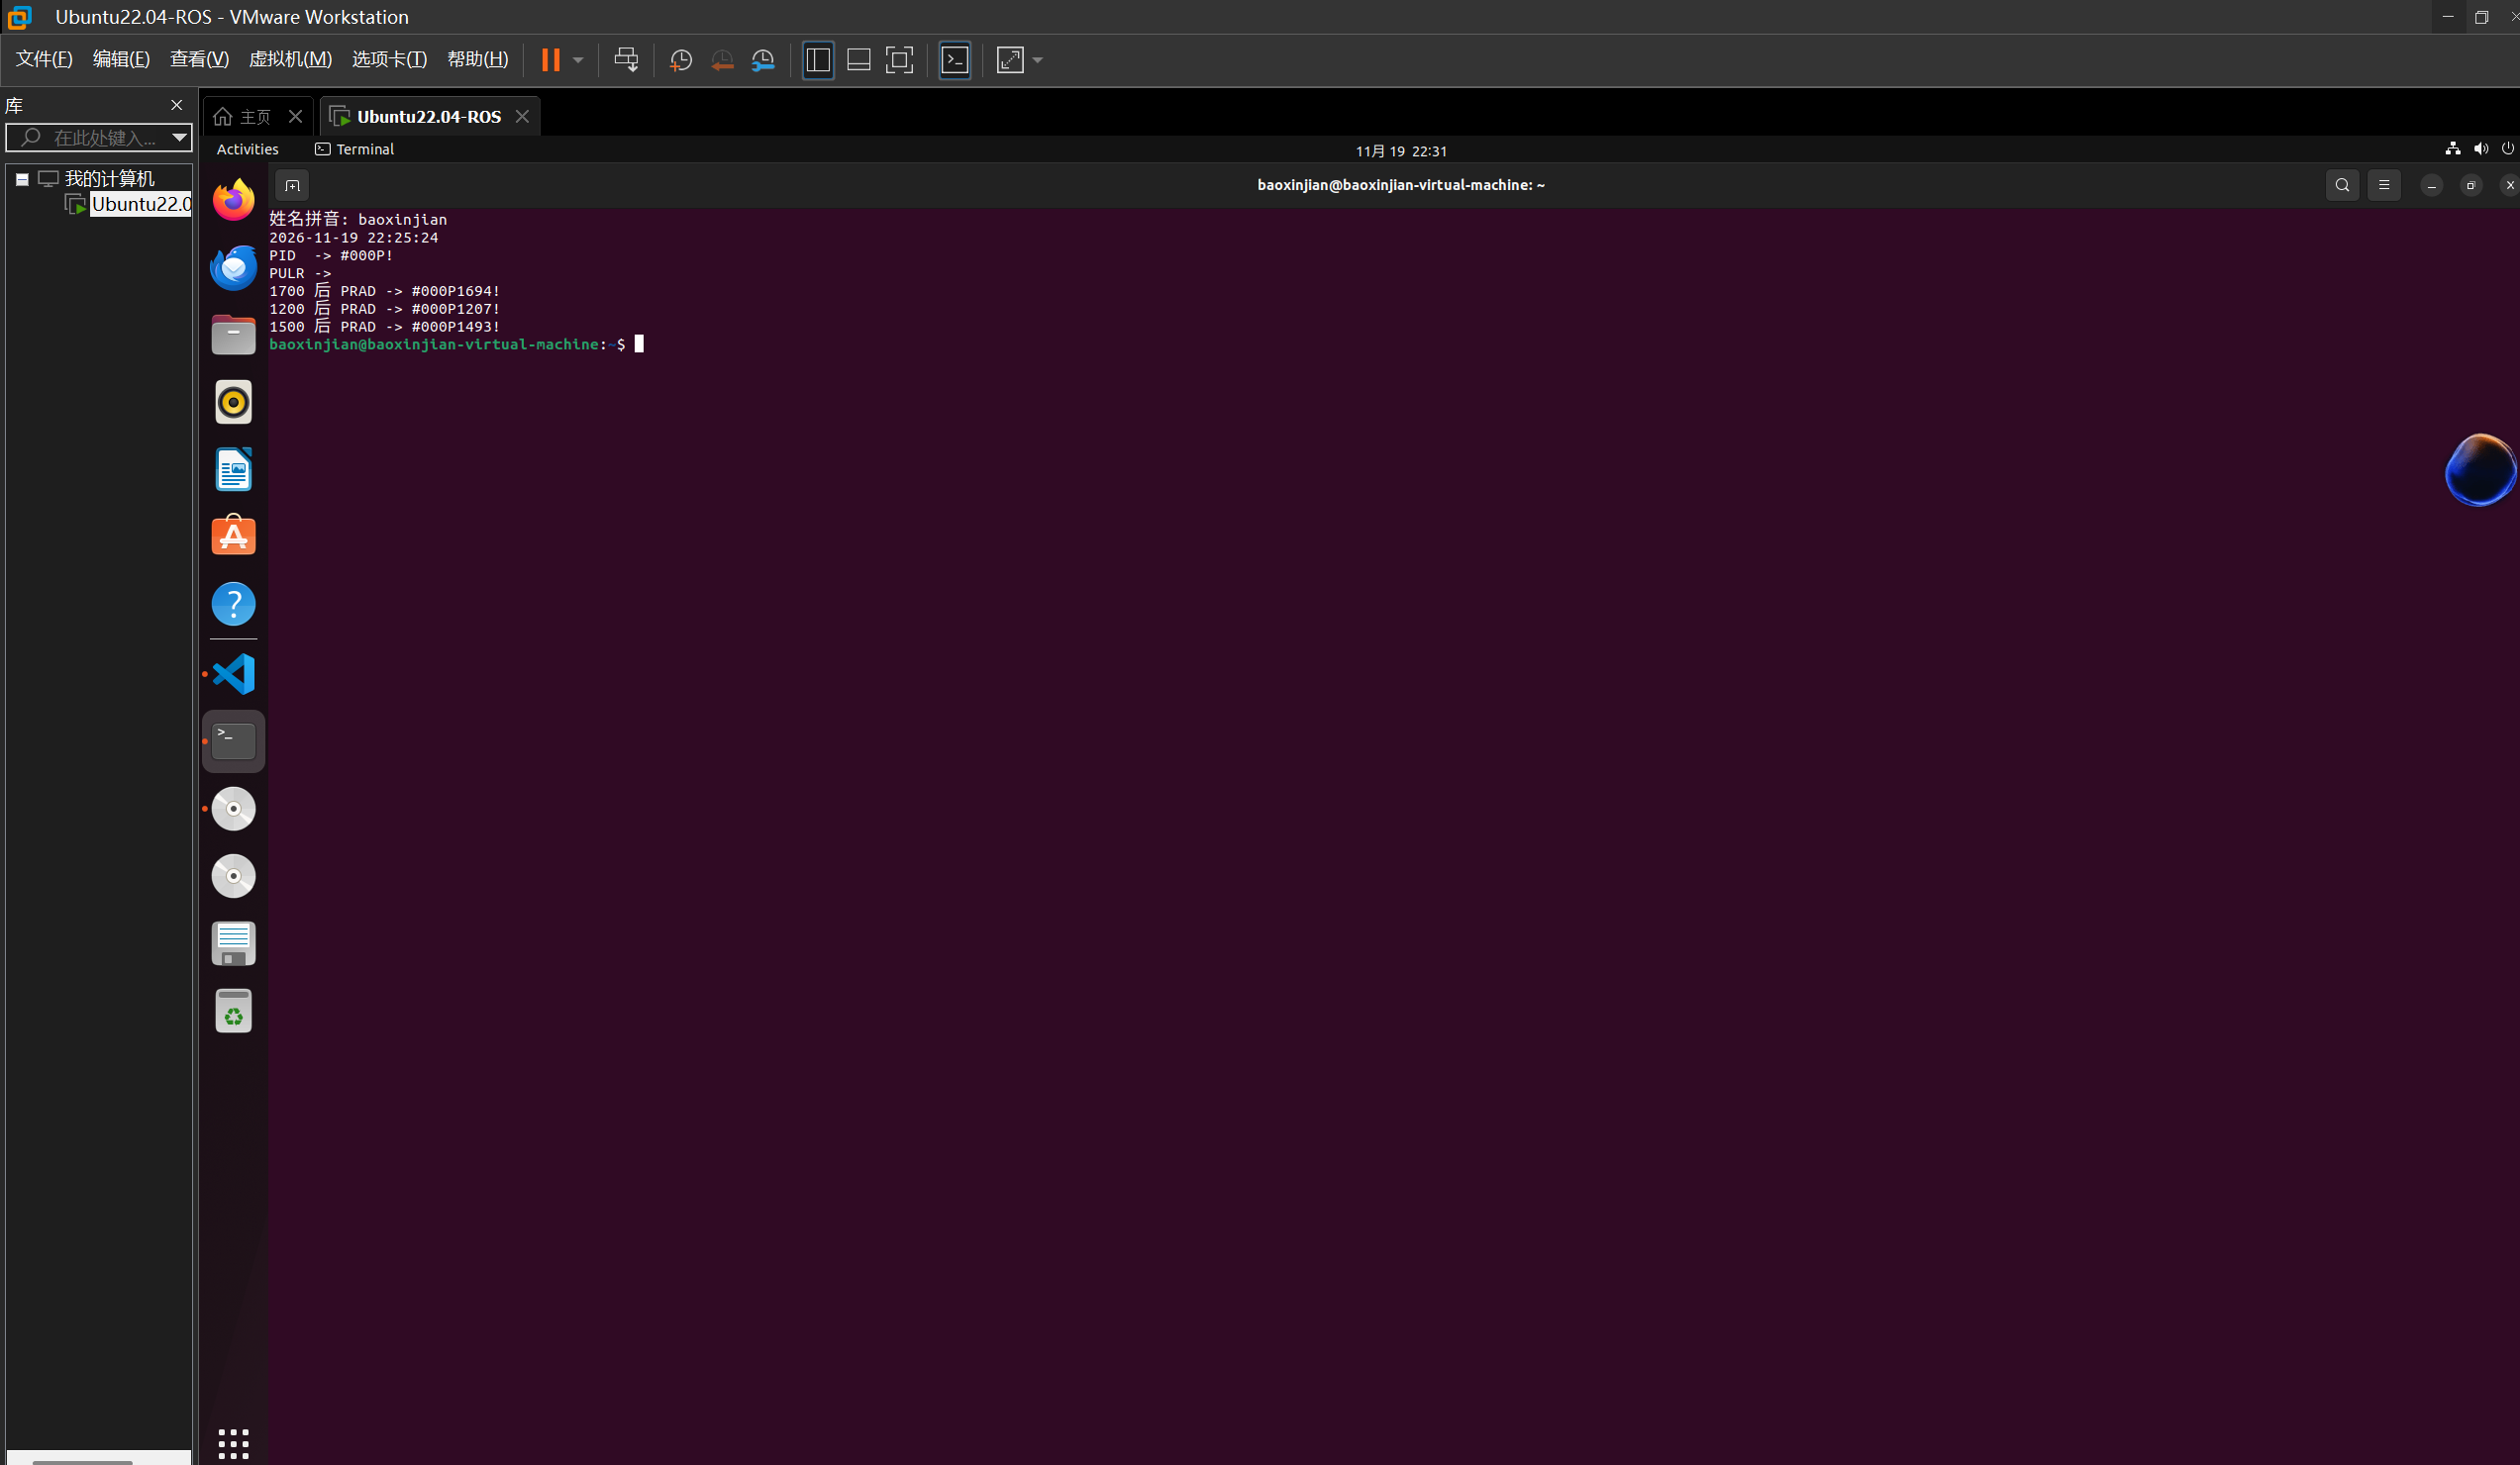 Ubuntu22.04-ROS - VMware Workstation
文件(F) 编辑(E) 查看(V) 虚拟机(M) 选项卡(T) 帮助(H)
库
在此处键入...
主页
Ubuntu22.04-ROS
Activities
Terminal
11月 19 22:31
我的计算机
Ubuntu22.0
baoxinjian@baoxinjian-virtual-machine: ~
姓名拼音: baoxinjian
2026-11-19 22:25:24
PID  -> #000P!
PULR ->
1700 后 PRAD -> #000P1694!
1200 后 PRAD -> #000P1207!
1500 后 PRAD -> #000P1493!
baoxinjian@baoxinjian-virtual-machine:~$